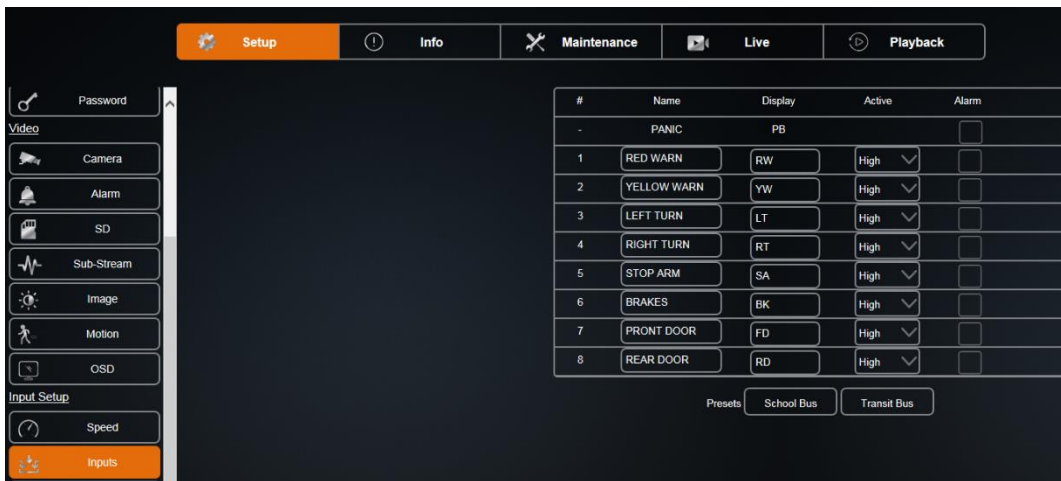 Setup Info Maintenance Live Playback
Password
Video
Camera
Alarm
SD
Sub-Stream
Image
Motion
OSD
Input Setup
Speed
Inputs
# Name Display Active Alarm
- PANIC PB
1 RED WARN RW High
2 YELLOW WARN YW High
3 LEFT TURN LT High
4 RIGHT TURN RT High
5 STOP ARM SA High
6 BRAKES BK High
7 PRONT DOOR FD High
8 REAR DOOR RD High
Presets School Bus Transit Bus